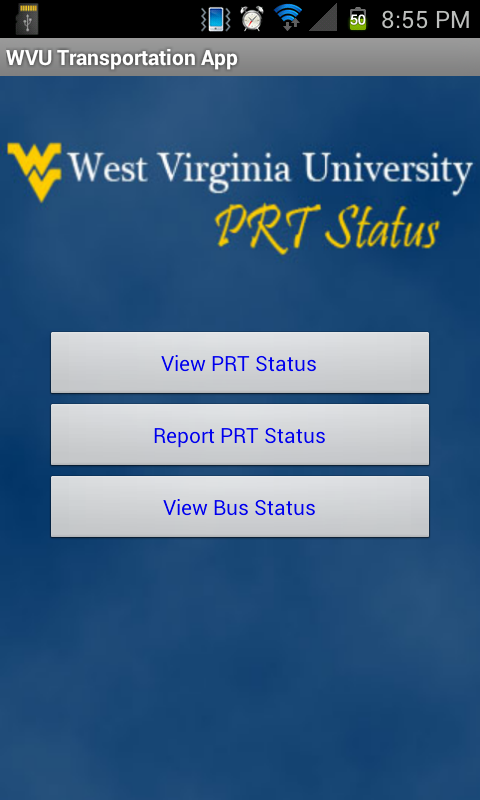 50 8:55 PM
WVU Transportation App
West Virginia University
PRT Status
View PRT Status
Report PRT Status
View Bus Status